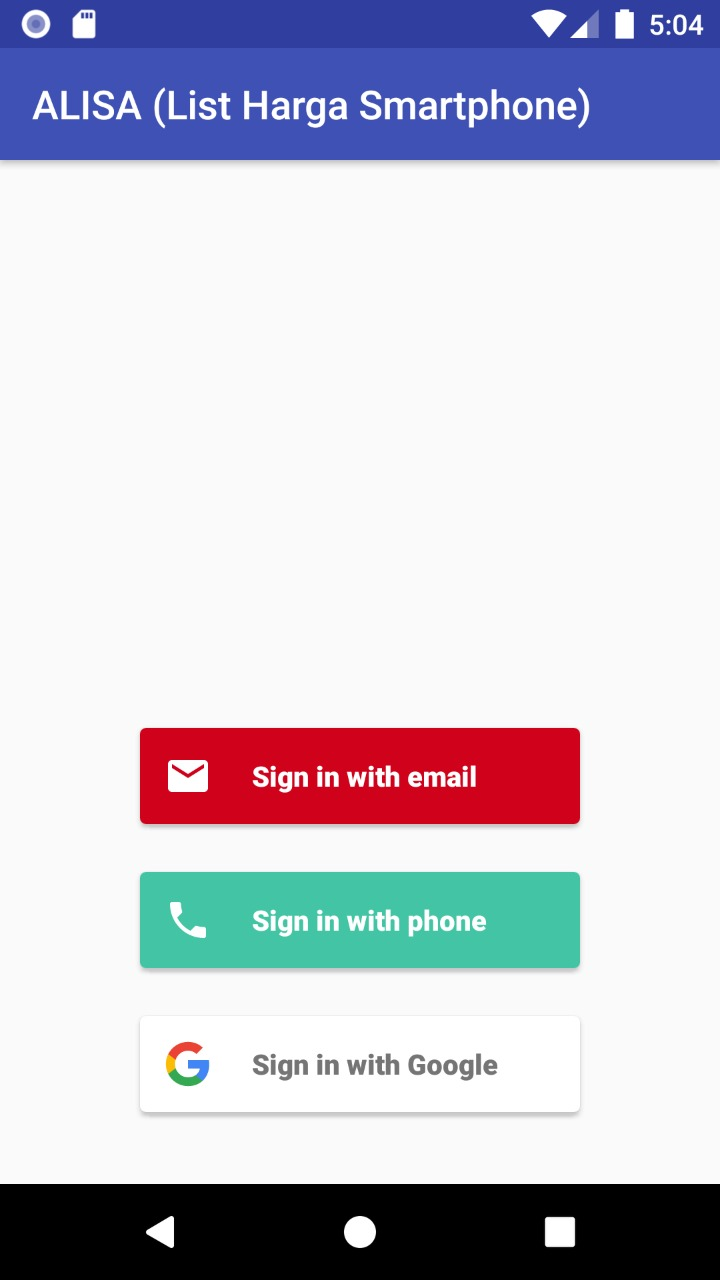 5:04
ALISA (List Harga Smartphone)
Sign in with email
Sign in with phone
Sign in with Google